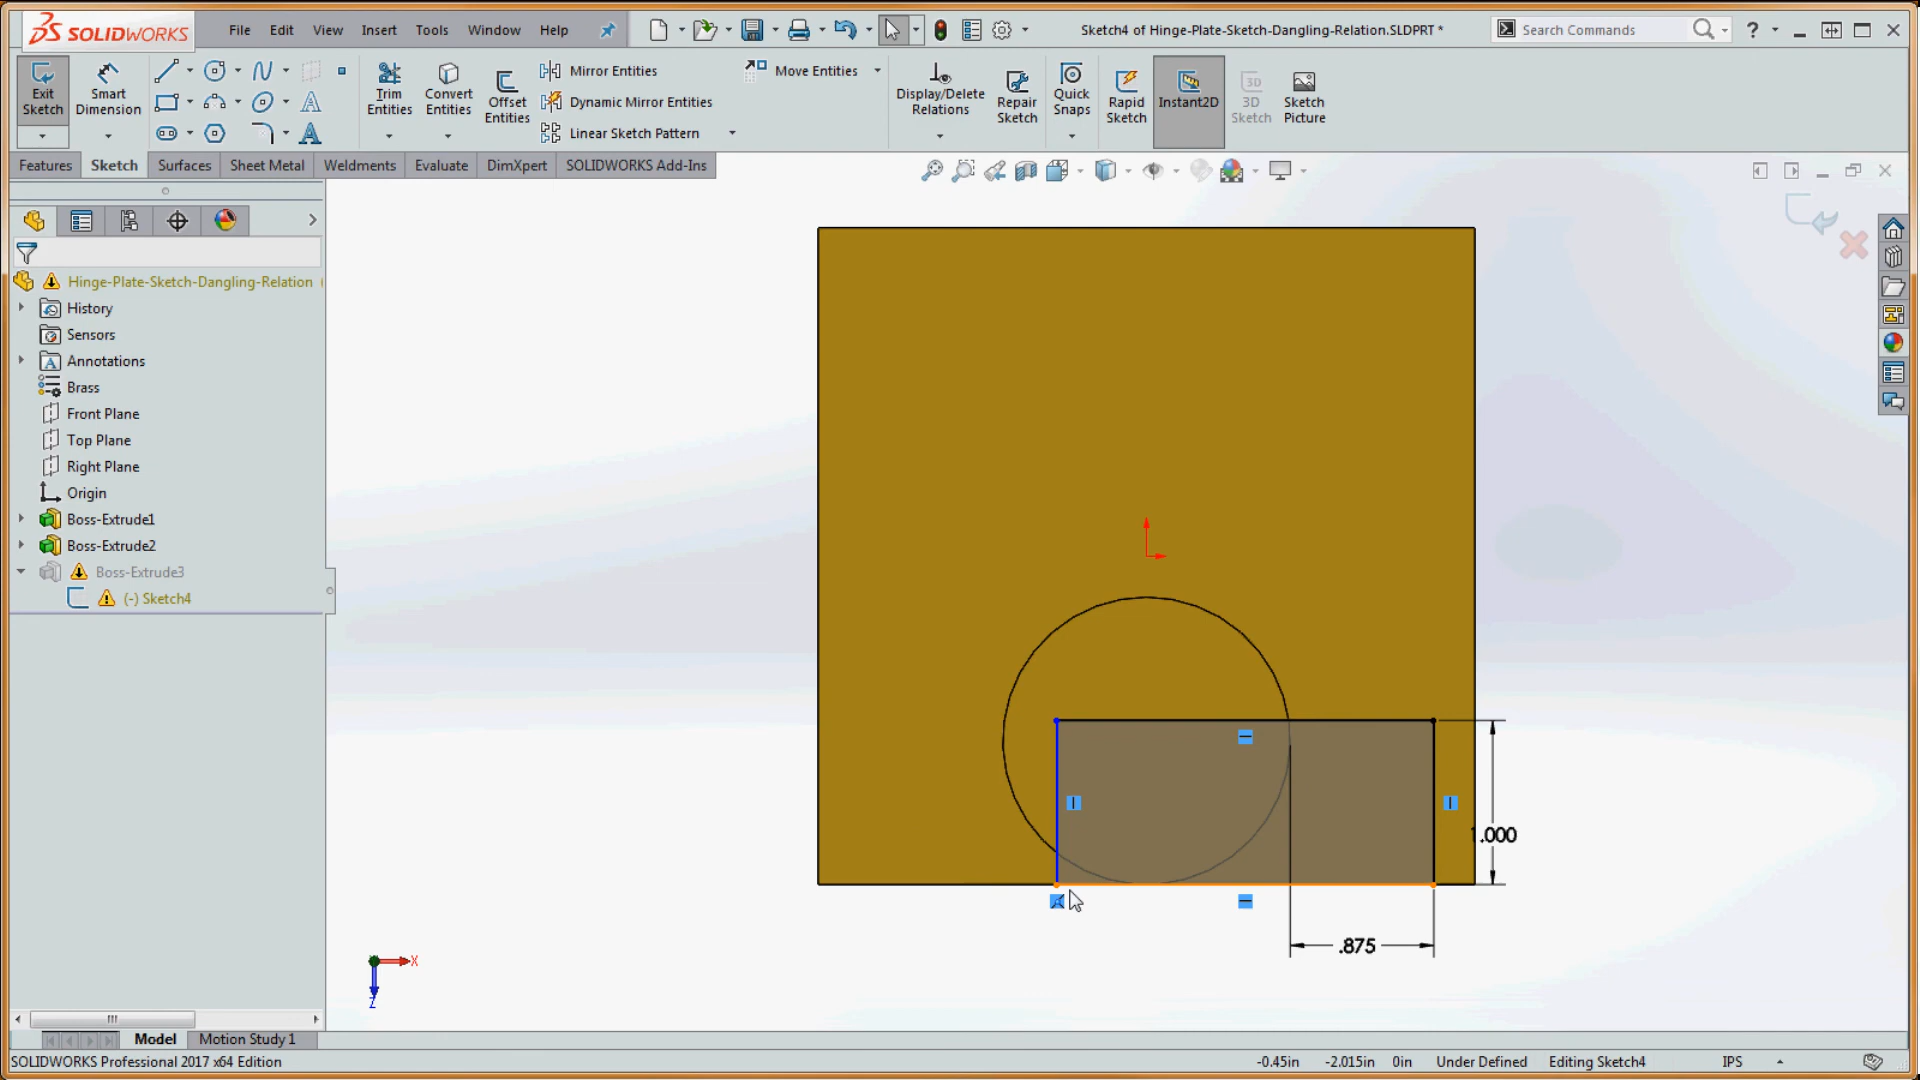 SOLIDWORKS
File Edit View Insert Tools Window Help
Sketch4 of Hinge-Plate-Sketch-Dangling-Relation.SLDPRT *
Search Commands
Exit Sketch
Smart Dimension
Trim Entities
Convert Entities
Offset Entities
Mirror Entities
Dynamic Mirror Entities
Linear Sketch Pattern
Move Entities
Display/Delete Relations
Repair Sketch
Quick Snaps
Rapid Sketch
Instant2D
3D Sketch
Sketch Picture
Features Sketch Surfaces Sheet Metal Weldments Evaluate DimXpert SOLIDWORKS Add-Ins
Hinge-Plate-Sketch-Dangling-Relation (
History
Sensors
Annotations
Brass
Front Plane
Top Plane
Right Plane
Origin
Boss-Extrude1
Boss-Extrude2
Boss-Extrude3
(-) Sketch4
1.000
.875
X
Z
Model Motion Study 1
SOLIDWORKS Professional 2017 x64 Edition
-0.45in -2.015in 0in Under Defined Editing Sketch4 IPS